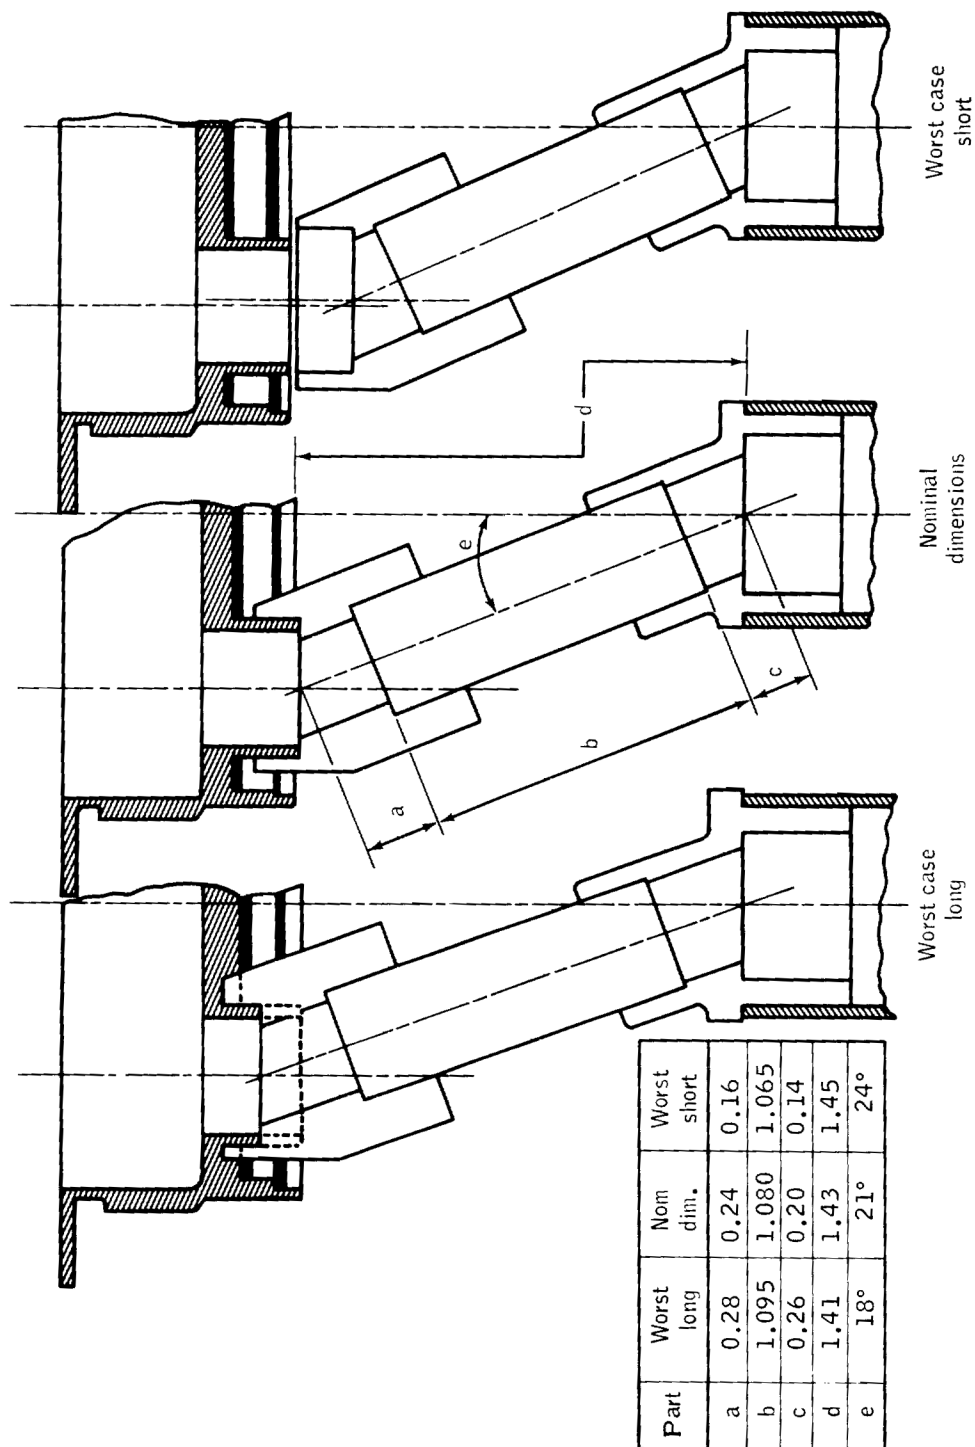 Worst case
short
d
Nominal
dimensions
e
a
b
c
Worst case
long
Part
Worst
long
Nom
dim.
Worst
short
a 0.28 0.24 0.16
b 1.095 1.080 1.065
c 0.26 0.20 0.14
d 1.41 1.43 1.45
e 18° 21° 24°